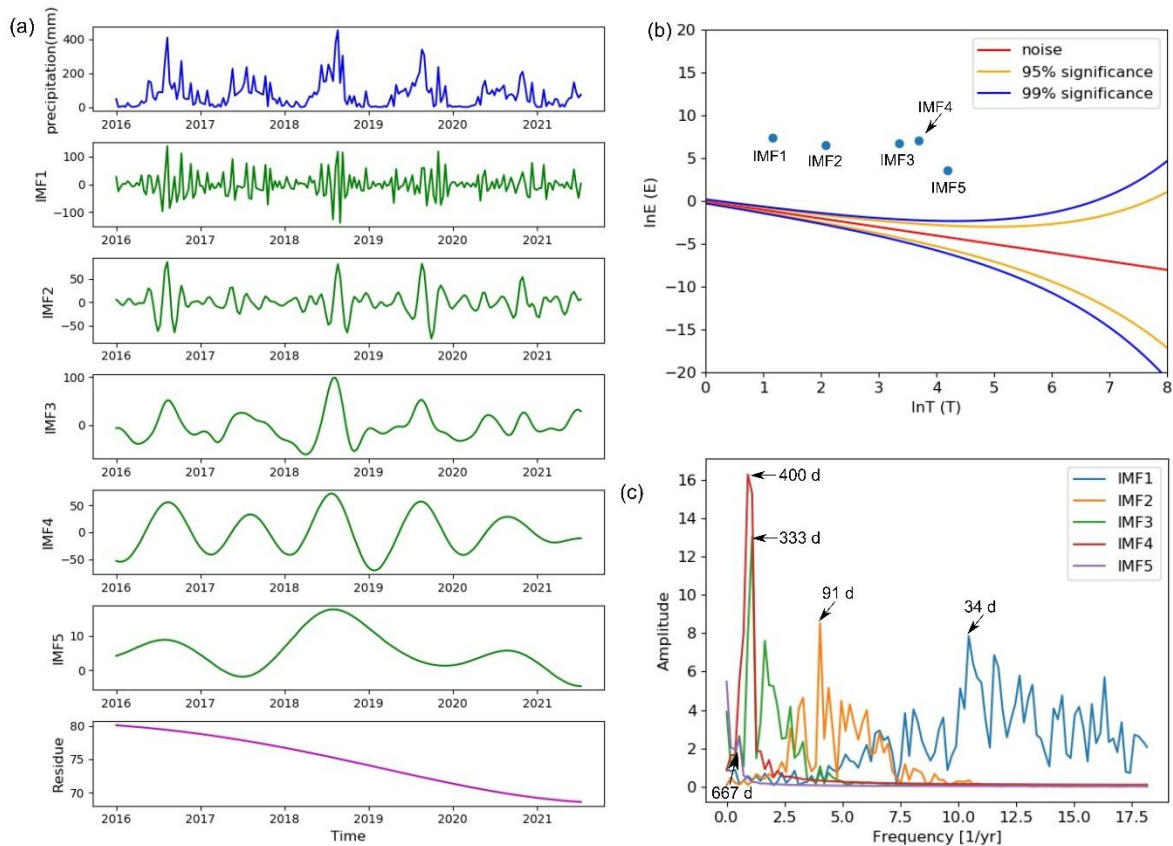 (a)
precipitation(mm)
400
200
0
2016 2017 2018 2019 2020 2021
IMF1
100
0
−100
2016 2017 2018 2019 2020 2021
IMF2
50
0
−50
2016 2017 2018 2019 2020 2021
IMF3
100
0
2016 2017 2018 2019 2020 2021
IMF4
50
0
−50
2016 2017 2018 2019 2020 2021
IMF5
10
0
2016 2017 2018 2019 2020 2021
Residue
80
75
70
2016 2017 2018 2019 2020 2021
Time
(b)
lnE (E)
20
15
10
5
0
−5
−10
−15
−20
noise
95% significance
99% significance
IMF4
IMF1
IMF2
IMF3
IMF5
0 1 2 3 4 5 6 7 8
lnT (T)
(c)
Amplitude
16
14
12
10
8
6
4
2
0
400 d
333 d
91 d
34 d
667 d
IMF1
IMF2
IMF3
IMF4
IMF5
0.0 2.5 5.0 7.5 10.0 12.5 15.0 17.5
Frequency [1/yr]